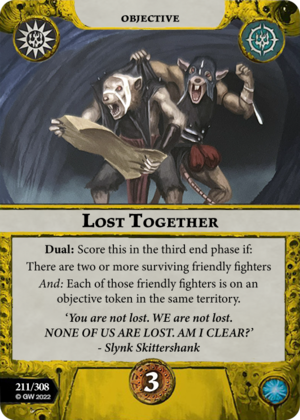 OBJECTIVE
LOST TOGETHER
Dual: Score this in the third end phase if:
There are two or more surviving friendly fighters
And: Each of those friendly fighters is on an
objective token in the same territory.
‘You are not lost. WE are not lost.
NONE OF US ARE LOST. AM I CLEAR?’
- Slynk Skittershank
211/308
© GW 2022
3